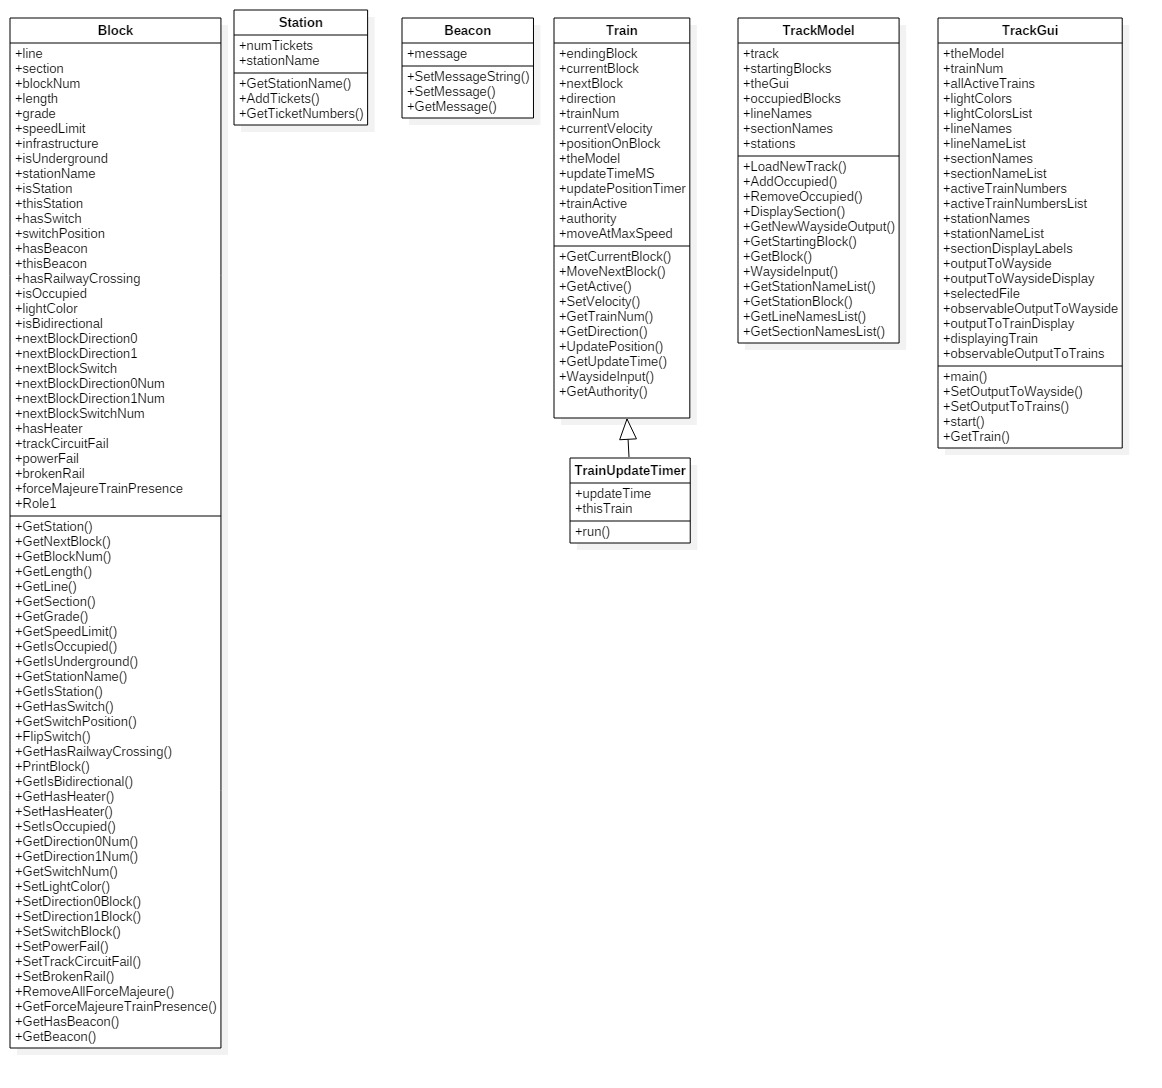 Block
+line
+section
+blockNum
+length
+grade
+speedLimit
+infrastructure
+isUnderground
+stationName
+isStation
+thisStation
+hasSwitch
+switchPosition
+hasBeacon
+thisBeacon
+hasRailwayCrossing
+isOccupied
+lightColor
+isBidirectional
+nextBlockDirection0
+nextBlockDirection1
+nextBlockSwitch
+nextBlockDirection0Num
+nextBlockDirection1Num
+nextBlockSwitchNum
+hasHeater
+trackCircuitFail
+powerFail
+brokenRail
+forceMajeureTrainPresence
+Role1
+GetStation()
+GetNextBlock()
+GetBlockNum()
+GetLength()
+GetLine()
+GetSection()
+GetGrade()
+GetSpeedLimit()
+GetIsOccupied()
+GetIsUnderground()
+GetStationName()
+GetIsStation()
+GetHasSwitch()
+GetSwitchPosition()
+FlipSwitch()
+GetHasRailwayCrossing()
+PrintBlock()
+GetIsBidirectional()
+GetHasHeater()
+SetHasHeater()
+SetIsOccupied()
+GetDirection0Num()
+GetDirection1Num()
+GetSwitchNum()
+SetLightColor()
+SetDirection0Block()
+SetDirection1Block()
+SetSwitchBlock()
+SetPowerFail()
+SetTrackCircuitFail()
+SetBrokenRail()
+RemoveAllForceMajeure()
+GetForceMajeureTrainPresence()
+GetHasBeacon()
+GetBeacon()
Station
+numTickets
+stationName
+GetStationName()
+AddTickets()
+GetTicketNumbers()
Beacon
+message
+SetMessageString()
+SetMessage()
+GetMessage()
Train
+endingBlock
+currentBlock
+nextBlock
+direction
+trainNum
+currentVelocity
+positionOnBlock
+theModel
+updateTimeMS
+updatePositionTimer
+trainActive
+authority
+moveAtMaxSpeed
+GetCurrentBlock()
+MoveNextBlock()
+GetActive()
+SetVelocity()
+GetTrainNum()
+GetDirection()
+UpdatePosition()
+GetUpdateTime()
+WaysideInput()
+GetAuthority()
TrainUpdateTimer
+updateTime
+thisTrain
+run()
TrackModel
+track
+startingBlocks
+theGui
+occupiedBlocks
+lineNames
+sectionNames
+stations
+LoadNewTrack()
+AddOccupied()
+RemoveOccupied()
+DisplaySection()
+GetNewWaysideOutput()
+GetStartingBlock()
+GetBlock()
+WaysideInput()
+GetStationNameList()
+GetStationBlock()
+GetLineNamesList()
+GetSectionNamesList()
TrackGui
+theModel
+trainNum
+allActiveTrains
+lightColors
+lightColorsList
+lineNames
+lineNameList
+sectionNames
+sectionNameList
+activeTrainNumbers
+activeTrainNumbersList
+stationNames
+stationNameList
+sectionDisplayLabels
+outputToWayside
+outputToWaysideDisplay
+selectedFile
+observableOutputToWayside
+outputToTrainDisplay
+displayingTrain
+observableOutputToTrains
+main()
+SetOutputToWayside()
+SetOutputToTrains()
+start()
+GetTrain()